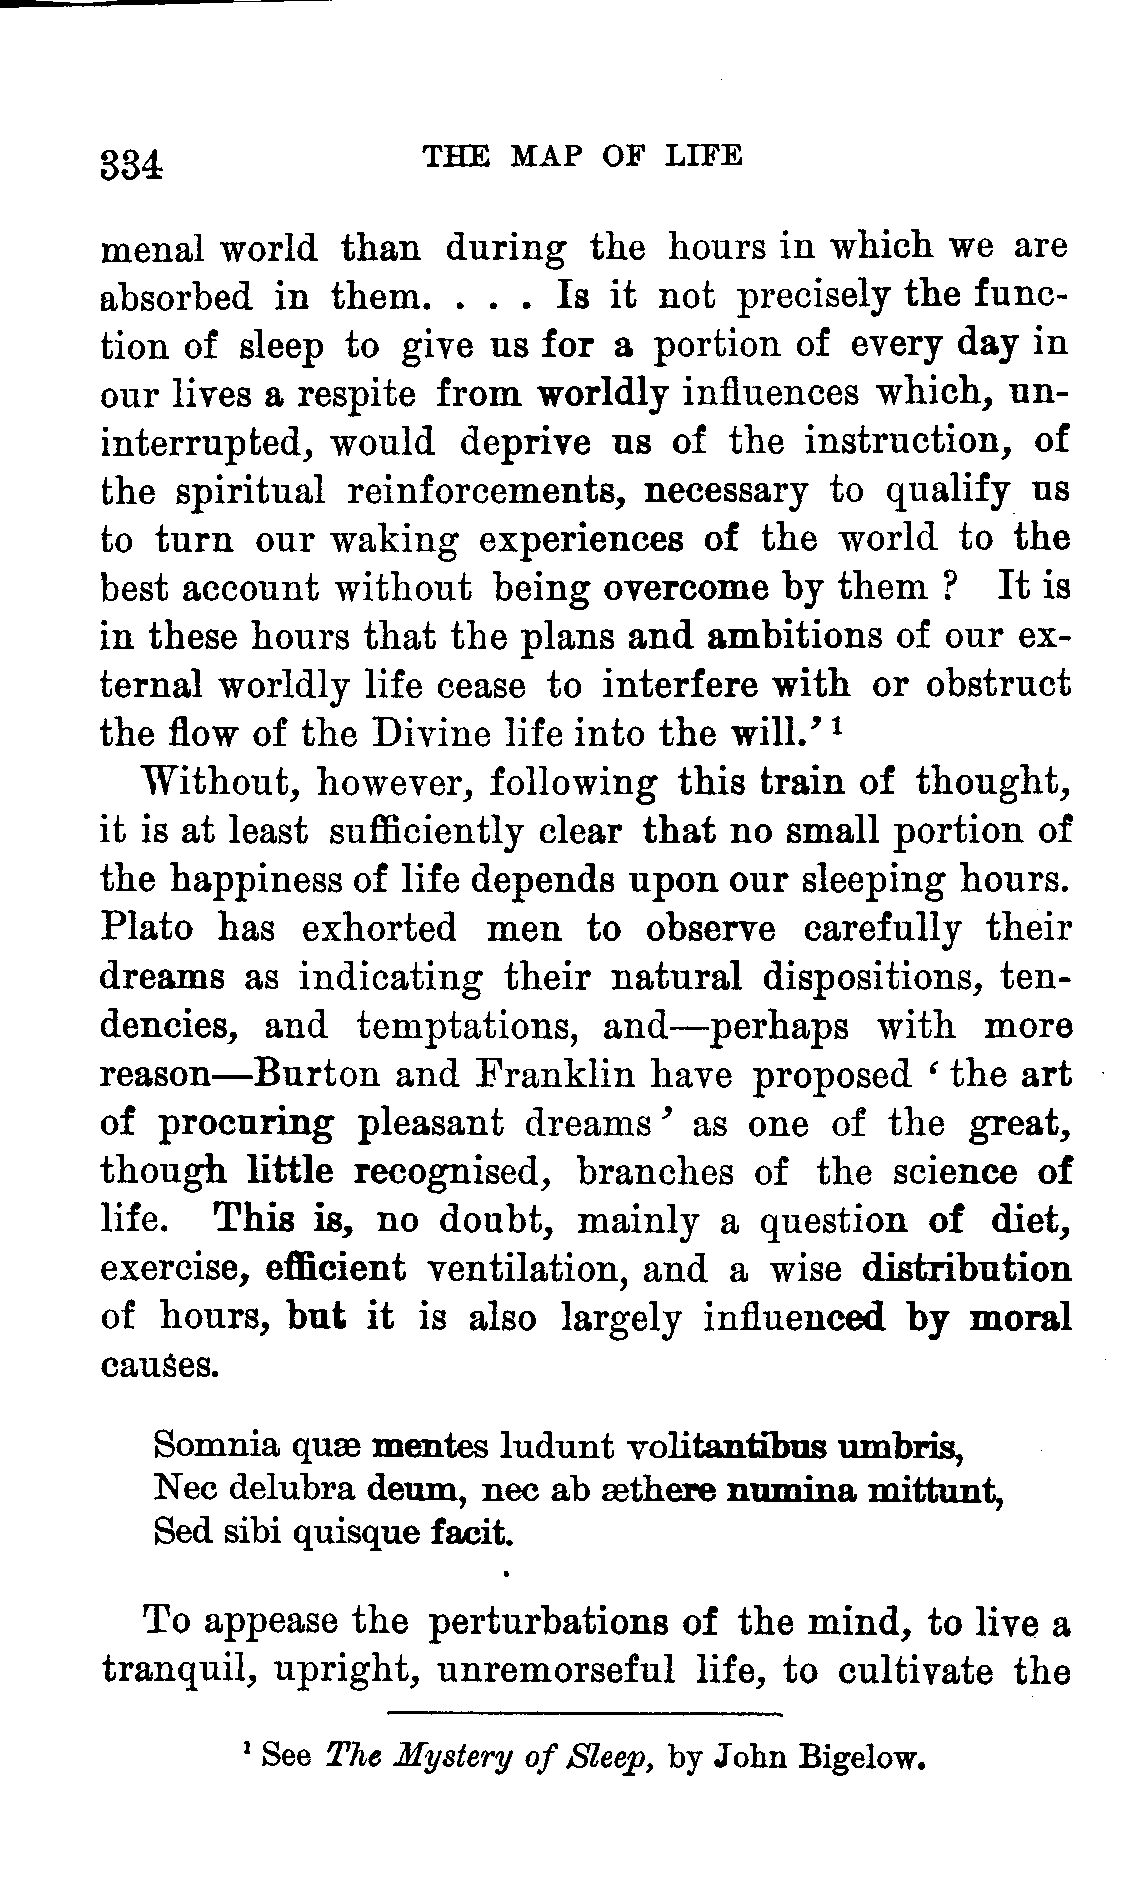 334 THE MAP OF LIFE
menal world than during the hours in which we are
absorbed in them. . . . Is it not precisely the func-
tion of sleep to give us for a portion of every day in
our lives a respite from worldly influences which, un-
interrupted, would deprive us of the instruction, of
the spiritual reinforcements, necessary to qualify us
to turn our waking experiences of the world to the
best account without being overcome by them ? It is
in these hours that the plans and ambitions of our ex-
ternal worldly life cease to interfere with or obstruct
the flow of the Divine life into the will.’ 1
Without, however, following this train of thought,
it is at least sufficiently clear that no small portion of
the happiness of life depends upon our sleeping hours.
Plato has exhorted men to observe carefully their
dreams as indicating their natural dispositions, ten-
dencies, and temptations, and—perhaps with more
reason—Burton and Franklin have proposed ‘ the art
of procuring pleasant dreams ’ as one of the great,
though little recognised, branches of the science of
life. This is, no doubt, mainly a question of diet,
exercise, efficient ventilation, and a wise distribution
of hours, but it is also largely influenced by moral
causes.
Somnia quæ mentes ludunt volitantibus umbris,
Nec delubra deum, nec ab æthere numina mittunt,
Sed sibi quisque facit.
To appease the perturbations of the mind, to live a
tranquil, upright, unremorseful life, to cultivate the
1 See The Mystery of Sleep, by John Bigelow.